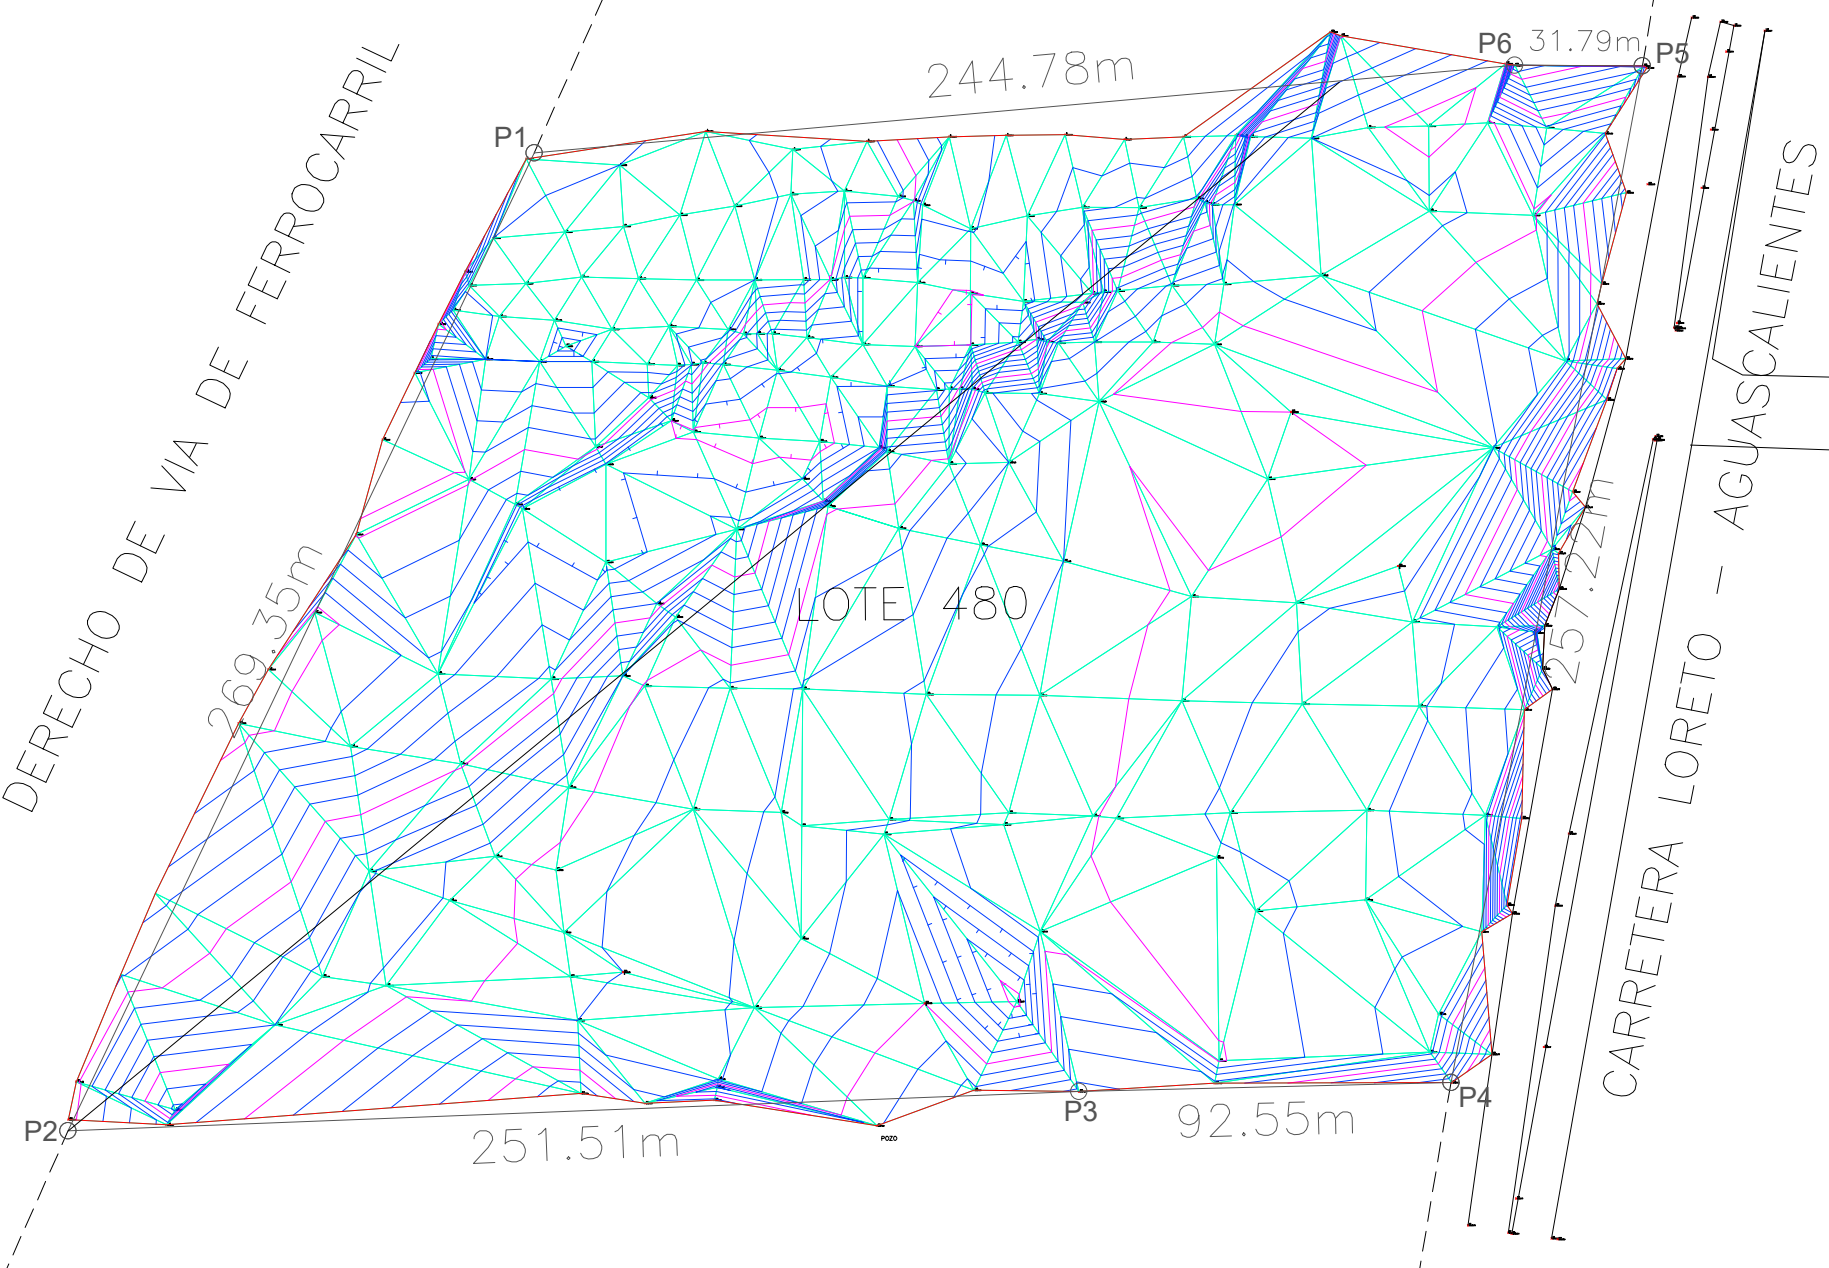 P6 31.79m P5
244.78m
P1
DERECHO DE VIA DE FERROCARRIL
269.35m
LOTE 480
257.22m
CARRETERA LORETO - AGUASCALIENTES
P2
251.51m
POZO
P3
92.55m
P4